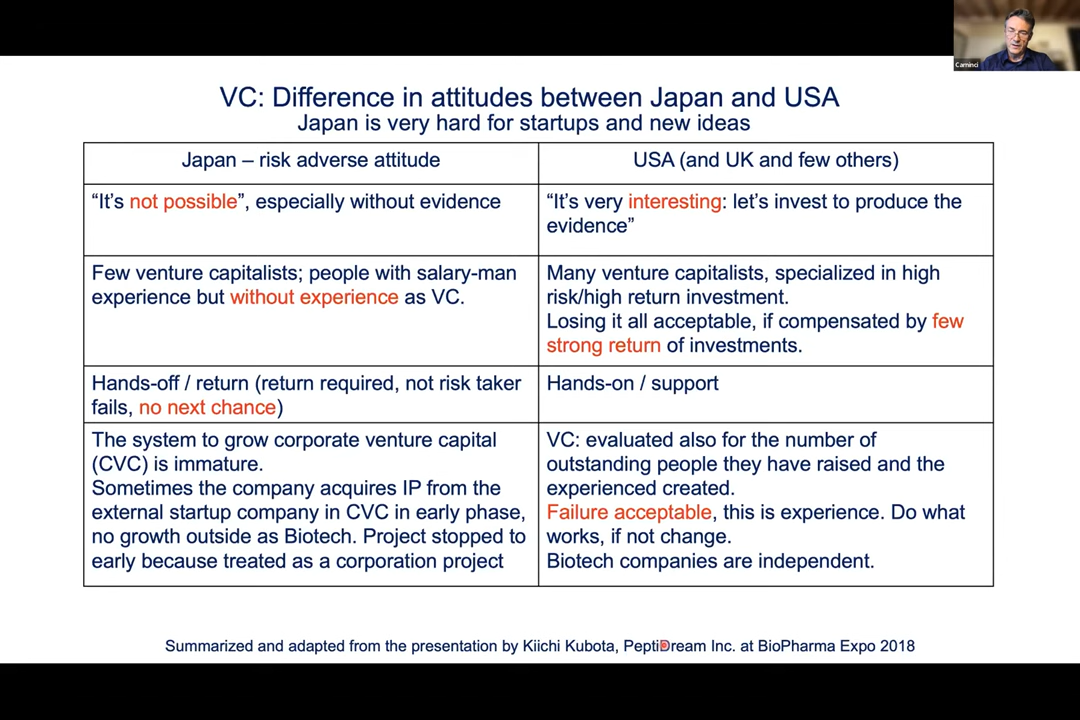 Carninci
VC: Difference in attitudes between Japan and USA
Japan is very hard for startups and new ideas
Japan – risk adverse attitude
USA (and UK and few others)
“It’s not possible”, especially without evidence
“It’s very interesting: let’s invest to produce the
evidence”
Few venture capitalists; people with salary-man
experience but without experience as VC.
Many venture capitalists, specialized in high
risk/high return investment.
Losing it all acceptable, if compensated by few
strong return of investments.
Hands-off / return (return required, not risk taker
fails, no next chance)
Hands-on / support
The system to grow corporate venture capital
(CVC) is immature.
Sometimes the company acquires IP from the
external startup company in CVC in early phase,
no growth outside as Biotech. Project stopped to
early because treated as a corporation project
VC: evaluated also for the number of
outstanding people they have raised and the
experienced created.
Failure acceptable, this is experience. Do what
works, if not change.
Biotech companies are independent.
Summarized and adapted from the presentation by Kiichi Kubota, PeptiDream Inc. at BioPharma Expo 2018